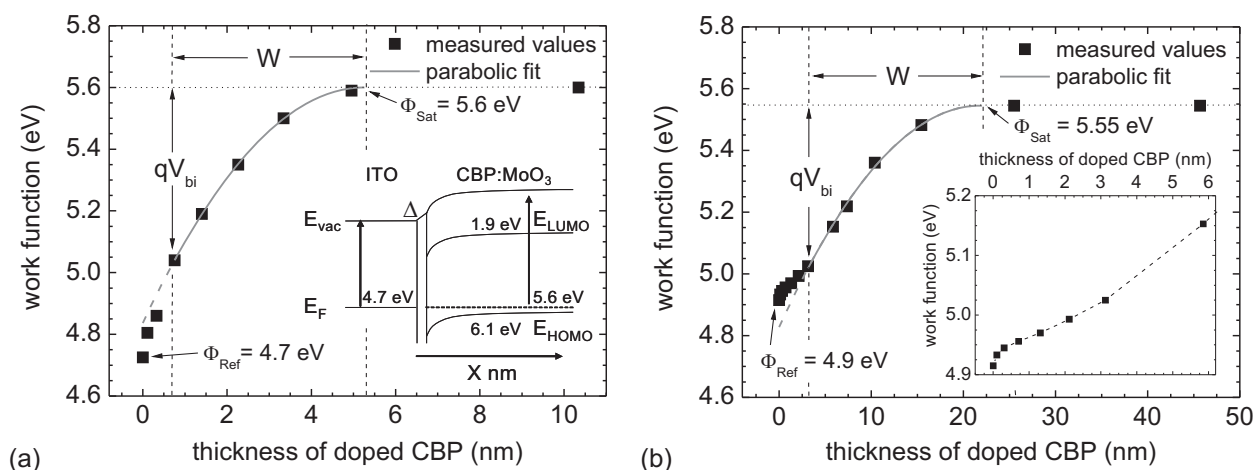 5.8
5.6
5.4
5.2
5.0
4.8
4.6
work function (eV)
W
■ measured values
parabolic fit
Φ_Sat = 5.6 eV
qV_bi
Φ_Ref = 4.7 eV
ITO
CBP:MoO₃
Δ
E_vac
1.9 eV
E_LUMO
E_F
4.7 eV
5.6 eV
6.1 eV
E_HOMO
X nm
0 2 4 6 8 10
thickness of doped CBP (nm)
(a)
5.8
5.6
5.4
5.2
5.0
4.8
4.6
work function (eV)
W
■ measured values
parabolic fit
Φ_Sat = 5.55 eV
qV_bi
Φ_Ref = 4.9 eV
thickness of doped CBP (nm)
0 1 2 3 4 5 6
5.2
5.1
5.0
4.9
work function (eV)
0 5 10 15 20 25 30 35 40 45 50
thickness of doped CBP (nm)
(b)